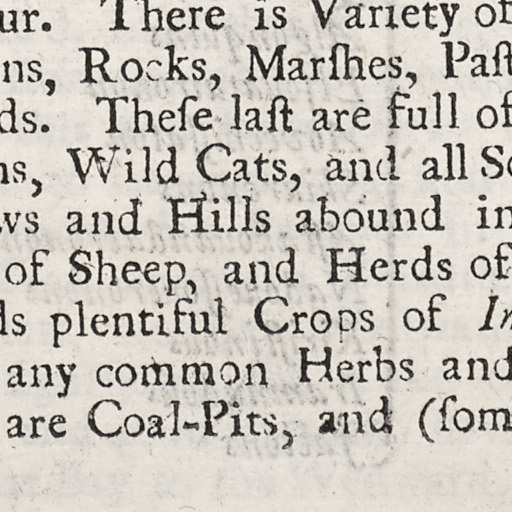 ur. There is Variety of
ns, Rocks, Marſhes, Paſt
ds. Theſe laſt are full of
ns, Wild Cats, and all So
ws and Hills abound in
of Sheep, and Herds of
ds plentiful Crops of In
any common Herbs and
are Coal-Pits, and (ſom